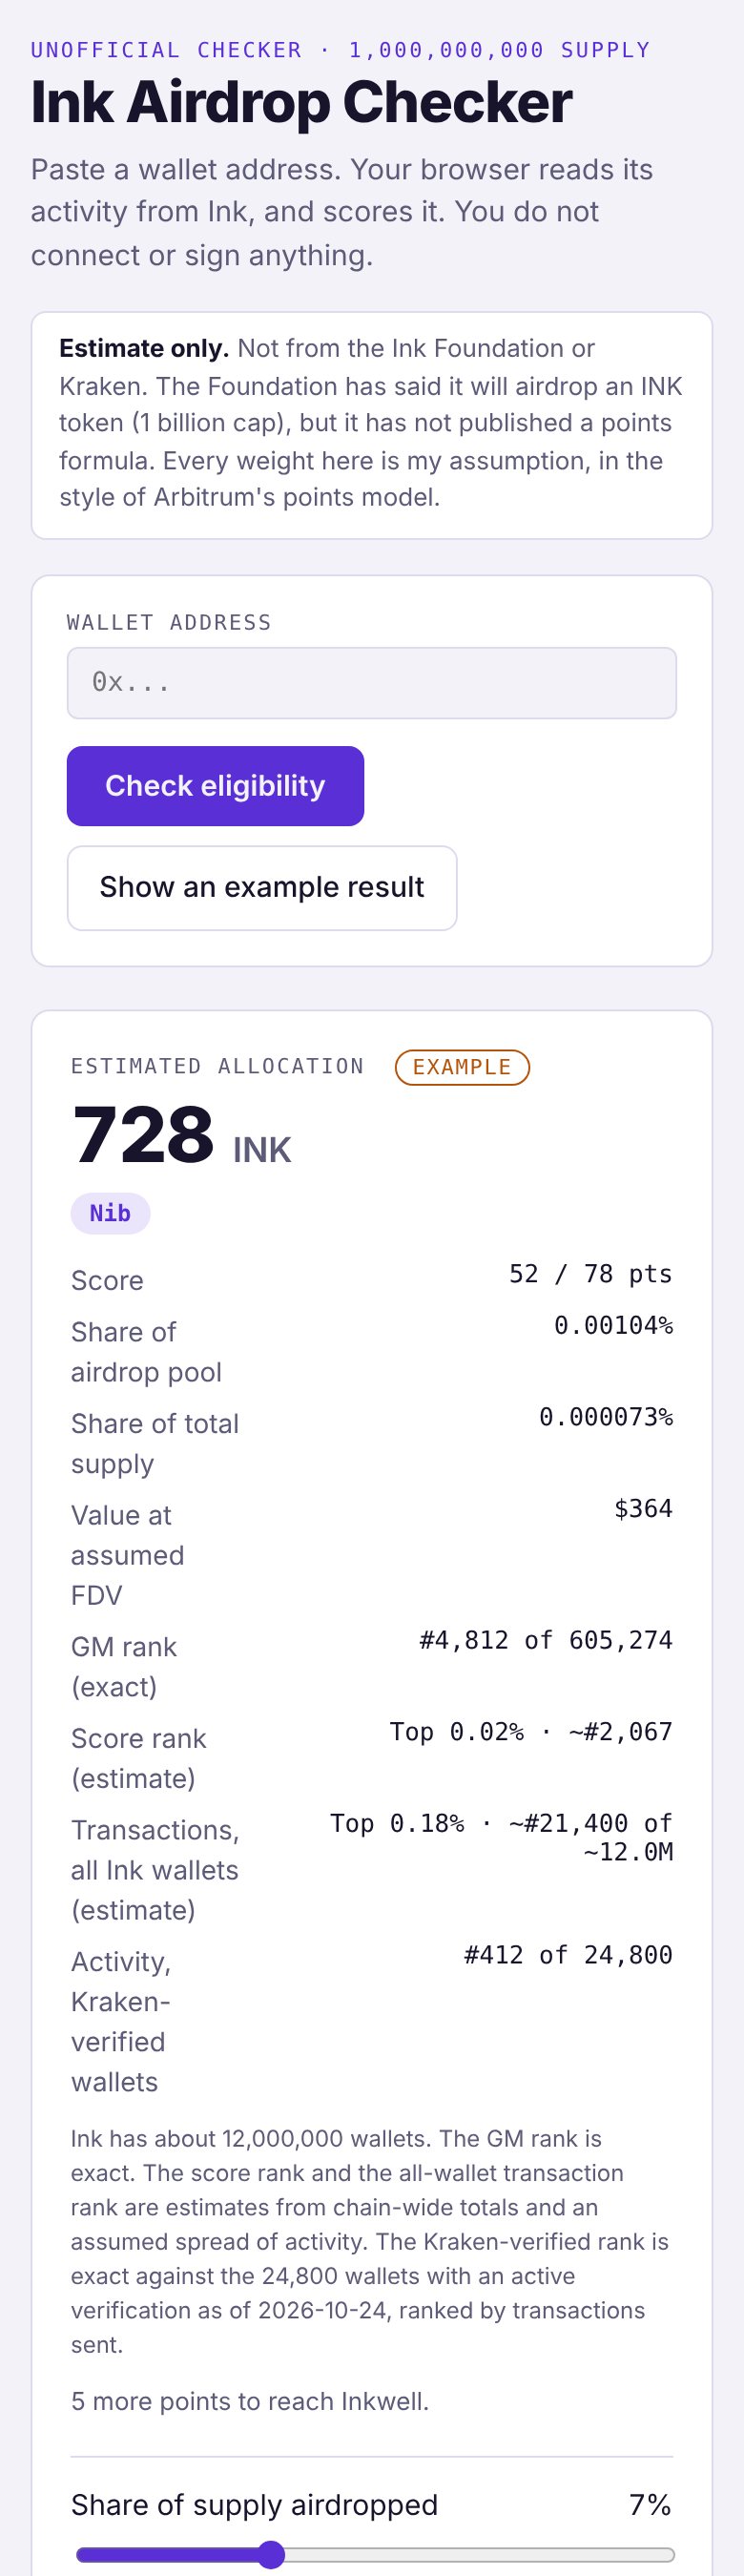 UNOFFICIAL CHECKER · 1,000,000,000 SUPPLY
Ink Airdrop Checker
Paste a wallet address. Your browser reads its
activity from Ink, and scores it. You do not
connect or sign anything.
Estimate only. Not from the Ink Foundation or
Kraken. The Foundation has said it will airdrop an INK
token (1 billion cap), but it has not published a points
formula. Every weight here is my assumption, in the
style of Arbitrum's points model.
WALLET ADDRESS
0x...
Check eligibility
Show an example result
ESTIMATED ALLOCATION EXAMPLE
728 INK
Nib
Score 52 / 78 pts
Share of 0.00104%
airdrop pool
Share of total 0.000073%
supply
Value at $364
assumed
FDV
GM rank #4,812 of 605,274
(exact)
Score rank Top 0.02% · ~#2,067
(estimate)
Transactions, Top 0.18% · ~#21,400 of
all Ink wallets ~12.0M
(estimate)
Activity, #412 of 24,800
Kraken-
verified
wallets
Ink has about 12,000,000 wallets. The GM rank is
exact. The score rank and the all-wallet transaction
rank are estimates from chain-wide totals and an
assumed spread of activity. The Kraken-verified rank is
exact against the 24,800 wallets with an active
verification as of 2026-10-24, ranked by transactions
sent.
5 more points to reach Inkwell.
Share of supply airdropped 7%